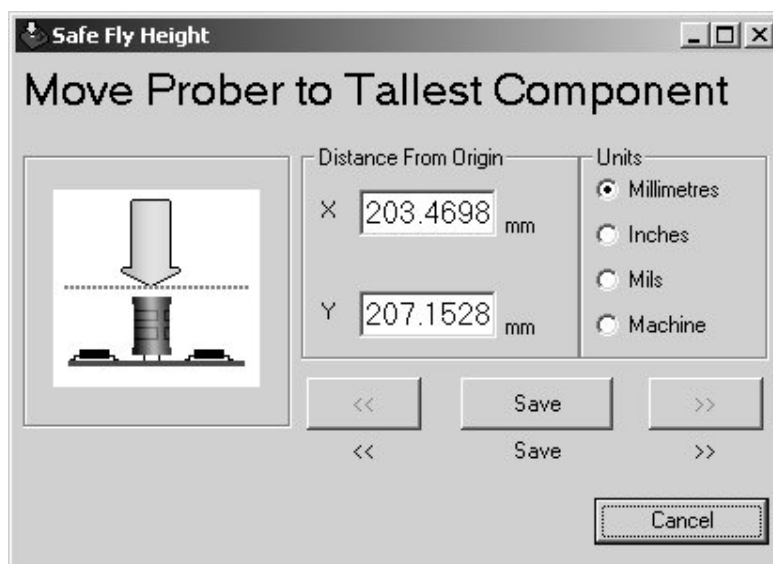 Safe Fly Height
Move Prober to Tallest Component
Distance From Origin
X 203.4698 mm
Y 207.1528 mm
Units
Millimetres
Inches
Mils
Machine
<< Save >>
<< Save >>
Cancel